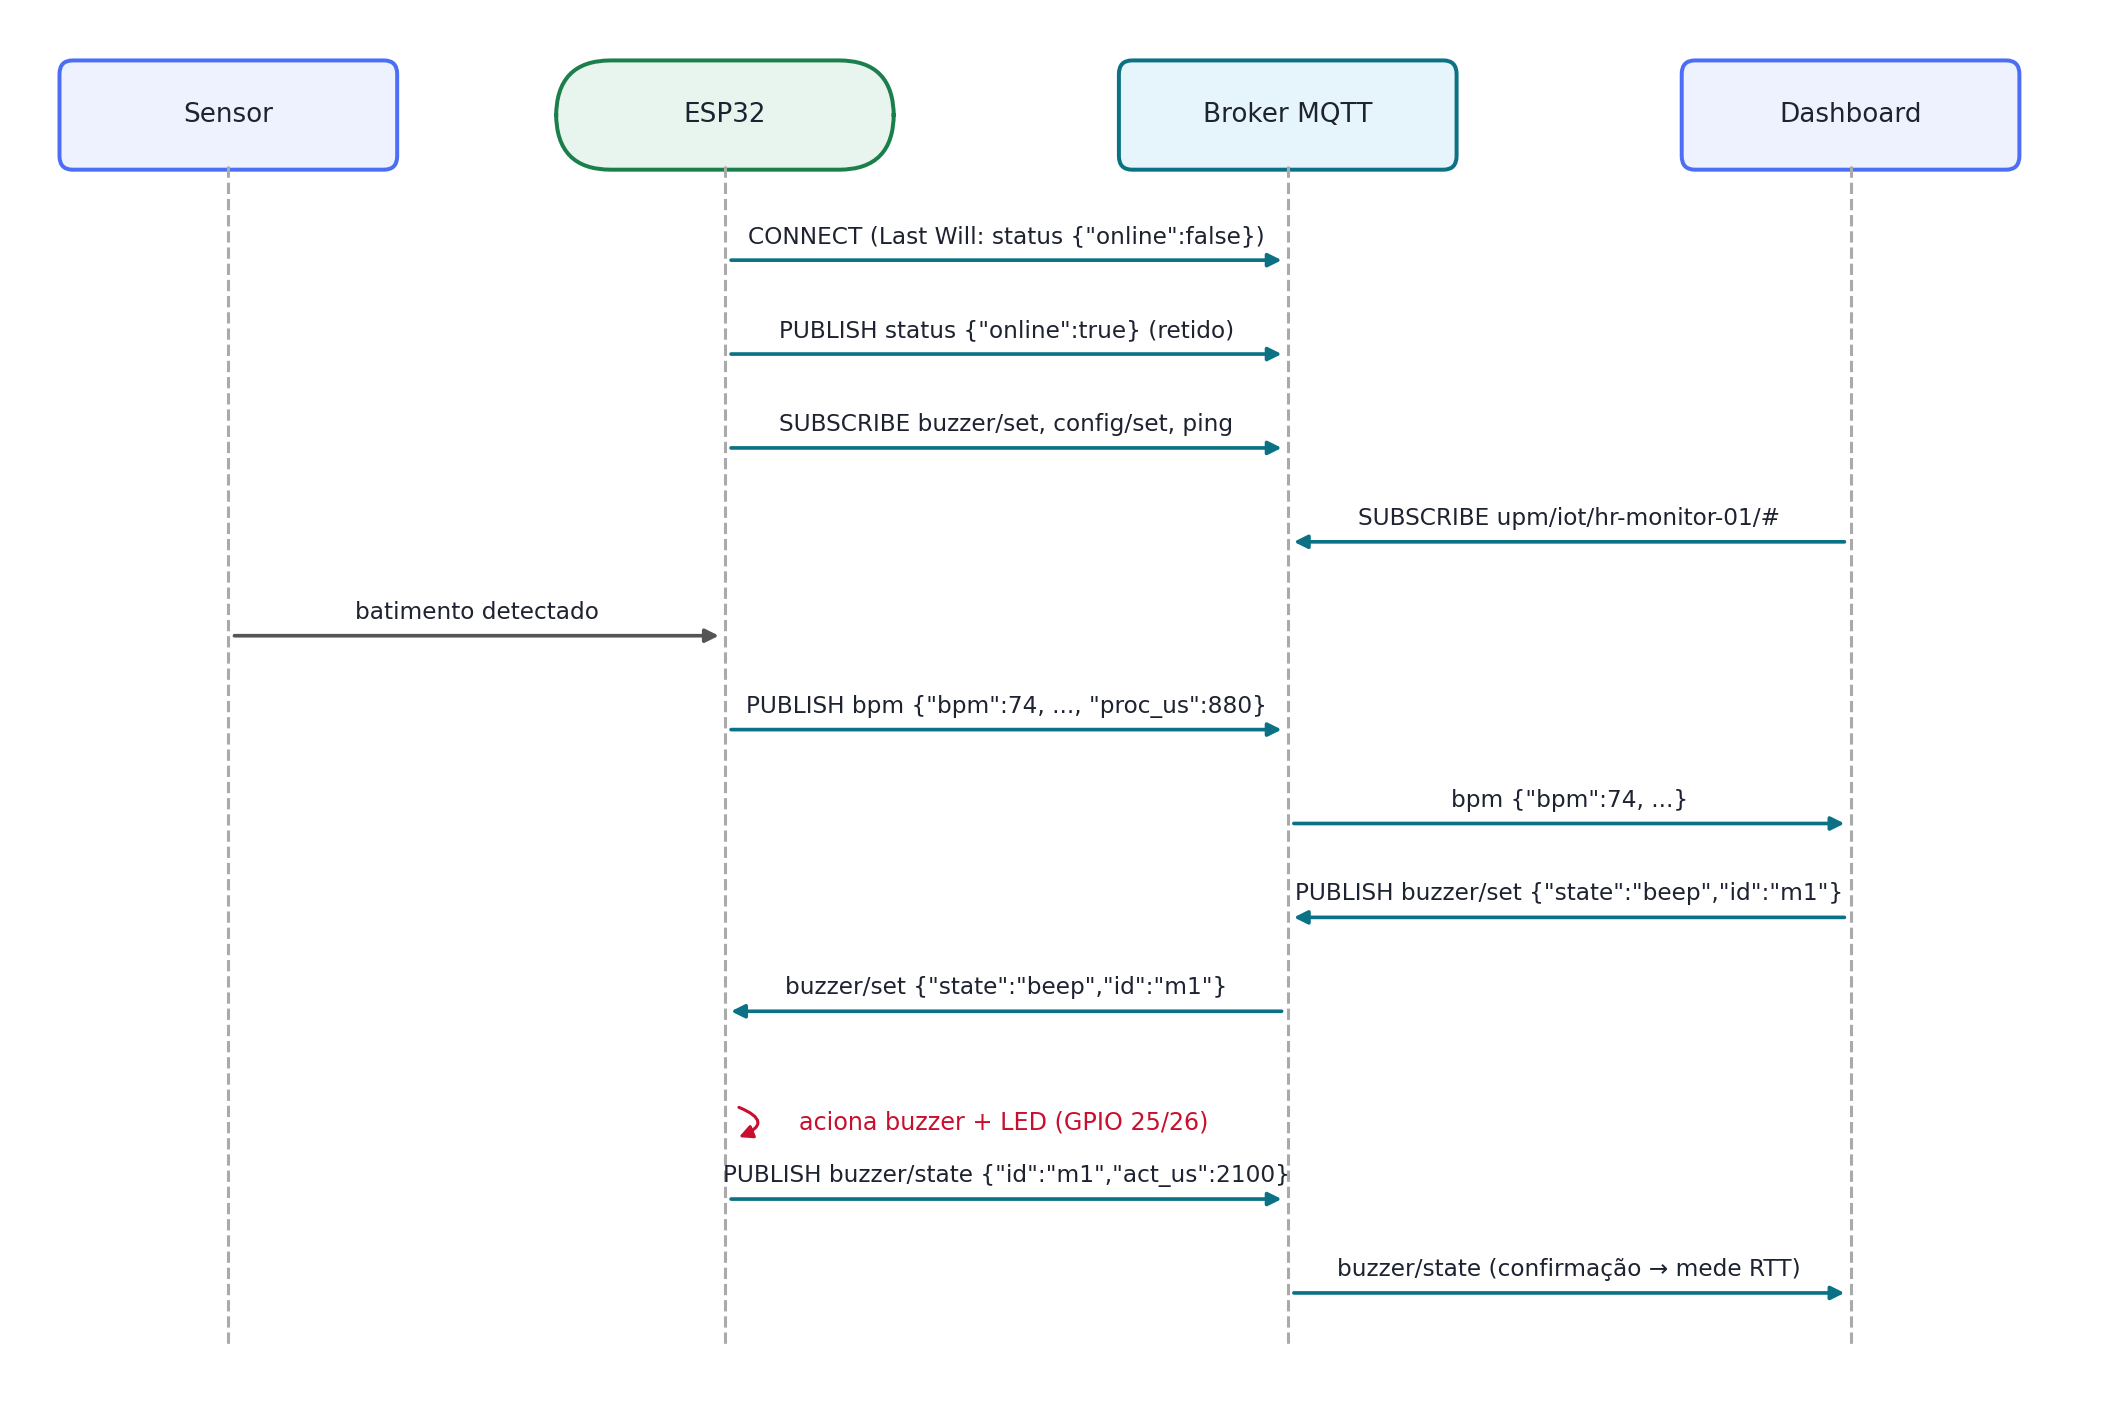 Sensor
ESP32
Broker MQTT
Dashboard
CONNECT (Last Will: status {"online":false})
PUBLISH status {"online":true} (retido)
SUBSCRIBE buzzer/set, config/set, ping
SUBSCRIBE upm/iot/hr-monitor-01/#
batimento detectado
PUBLISH bpm {"bpm":74, ..., "proc_us":880}
bpm {"bpm":74, ...}
PUBLISH buzzer/set {"state":"beep","id":"m1"}
buzzer/set {"state":"beep","id":"m1"}
aciona buzzer + LED (GPIO 25/26)
PUBLISH buzzer/state {"id":"m1","act_us":2100}
buzzer/state (confirmação → mede RTT)